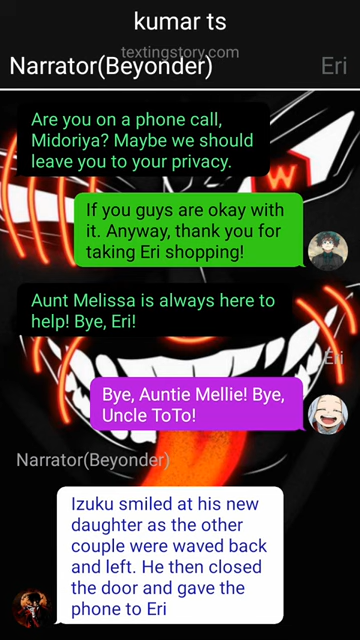 kumar ts
textingstory.com
Narrator(Beyonder) Eri
Are you on a phone call,
Midoriya? Maybe we should
leave you to your privacy.
W
If you guys are okay with
it. Anyway, thank you for
taking Eri shopping!
Aunt Melissa is always here to
help! Bye, Eri!
Eri
Bye, Auntie Mellie! Bye,
Uncle ToTo!
Narrator(Beyonder)
Izuku smiled at his new
daughter as the other
couple were waved back
and left. He then closed
the door and gave the
phone to Eri